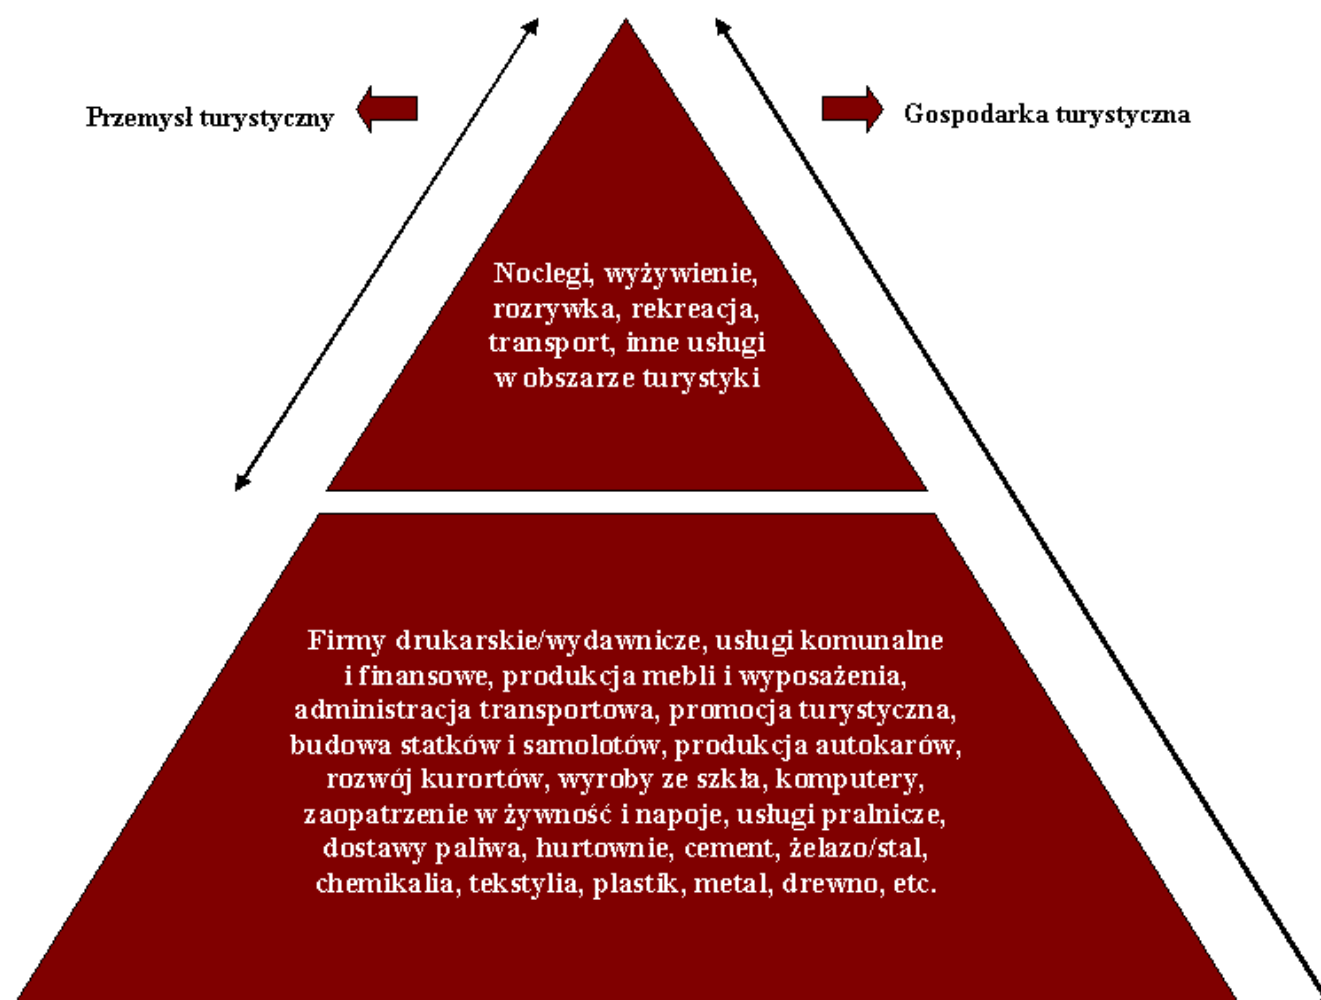 Przemysł turystyczny
Gospodarka turystyczna
Noclegi, wyżywienie,
rozrywka, rekreacja,
transport, inne usługi
w obszarze turystyki
Firmy drukarskie/wydawnicze, usługi komunalne
i finansowe, produkcja mebli i wyposażenia,
administracja transportowa, promocja turystyczna,
budowa statków i samolotów, produkcja autokarów,
rozwój kurortów, wyroby ze szkła, komputery,
zaopatrzenie w żywność i napoje, usługi pralnicze,
dostawy paliwa, hurtownie, cement, żelazo/stal,
chemikalia, tekstylia, plastik, metal, drewno, etc.